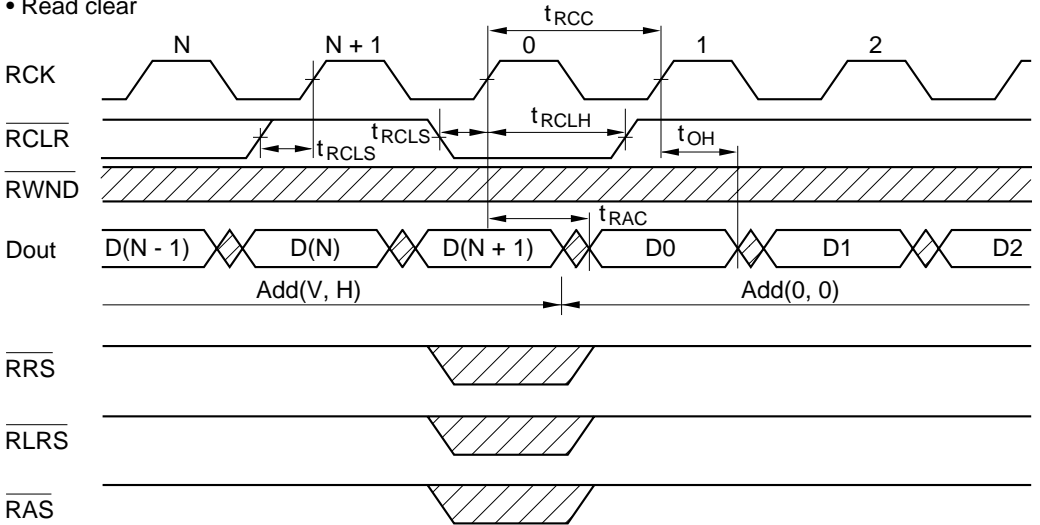 • Read clear
tRCC
N N + 1 0 1 2
RCK
RCLR tRCLS tRCLS tRCLH tOH
RWND
tRAC
Dout D(N - 1) D(N) D(N + 1) D0 D1 D2
Add(V, H) Add(0, 0)
RRS
RLRS
RAS